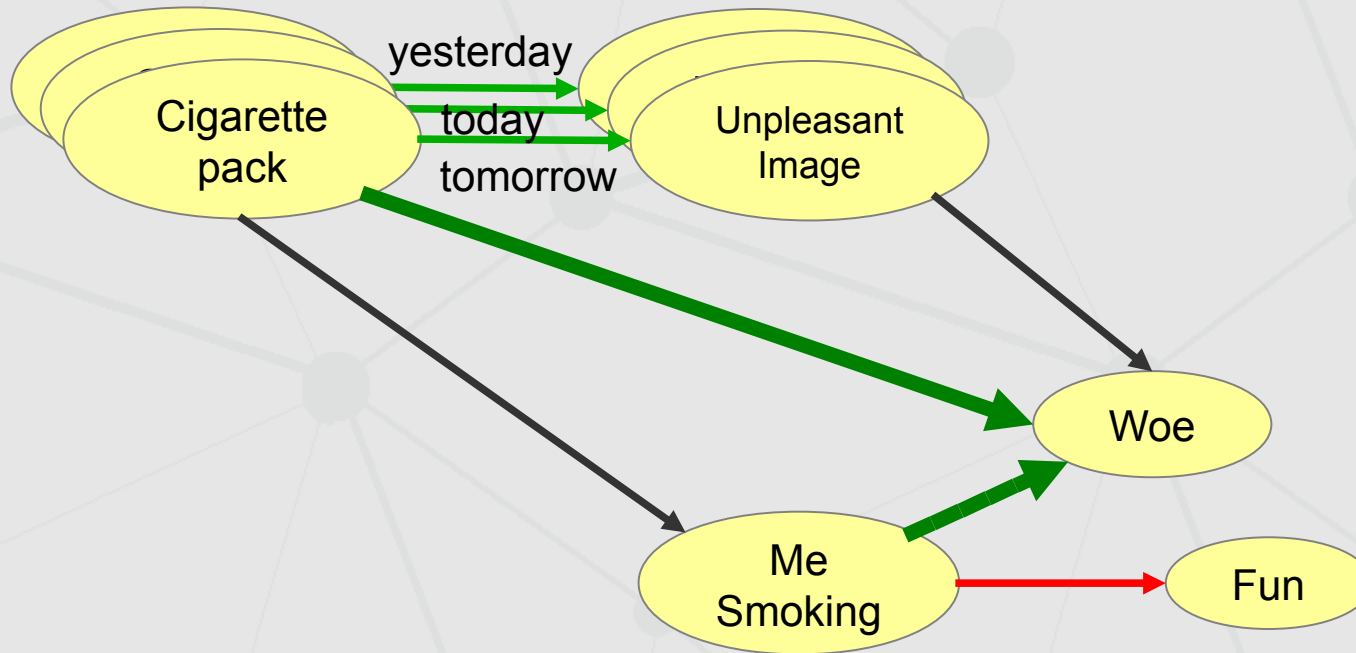 yesterday
Cigarette
pack
today
tomorrow
Unpleasant
Image
Woe
Me
Smoking
Fun